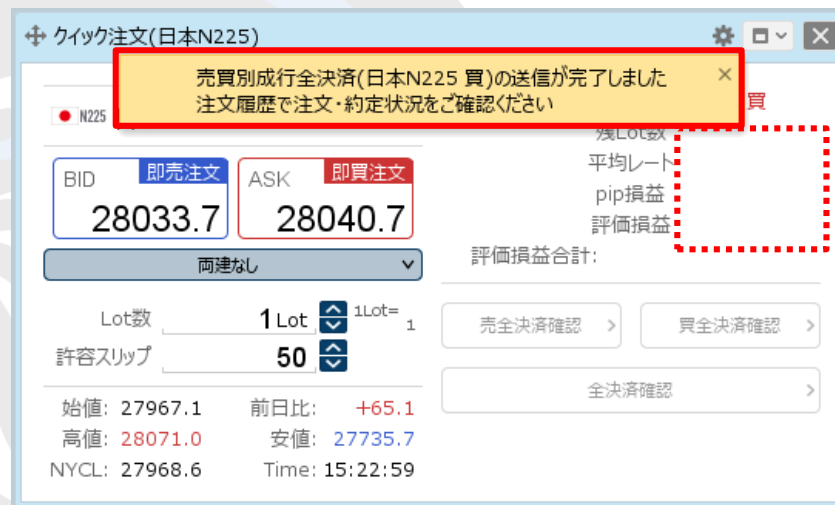 クイック注文(日本N225)
売買別成行全決済(日本N225 買)の送信が完了しました
注文履歴で注文・約定状況をご確認ください
N225
買
残Lot数
平均レート
pip損益
評価損益
評価損益合計:
BID 即売注文
28033.7
ASK 即買注文
28040.7
両建なし
Lot数 1 Lot 1Lot= 1
許容スリップ 50
売全決済確認
買全決済確認
全決済確認
始値: 27967.1 前日比: +65.1
高値: 28071.0 安値: 27735.7
NYCL: 27968.6 Time: 15:22:59